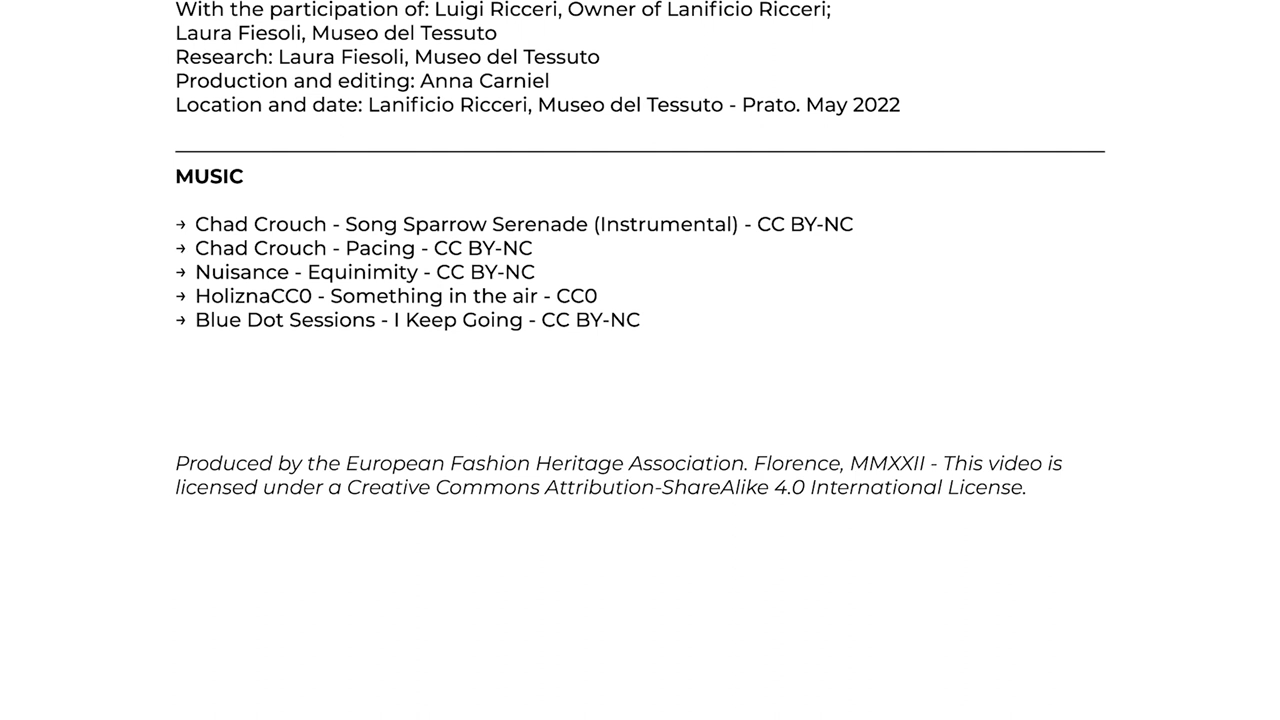 With the participation of: Luigi Ricceri, Owner of Lanificio Ricceri;
Laura Fiesoli, Museo del Tessuto
Research: Laura Fiesoli, Museo del Tessuto
Production and editing: Anna Carniel
Location and date: Lanificio Ricceri, Museo del Tessuto - Prato. May 2022
MUSIC
→ Chad Crouch - Song Sparrow Serenade (Instrumental) - CC BY-NC
→ Chad Crouch - Pacing - CC BY-NC
→ Nuisance - Equinimity - CC BY-NC
→ HoliznaCC0 - Something in the air - CC0
→ Blue Dot Sessions - I Keep Going - CC BY-NC
Produced by the European Fashion Heritage Association. Florence, MMXXII - This video is
licensed under a Creative Commons Attribution-ShareAlike 4.0 International License.